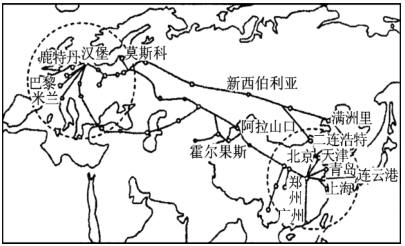 鹿特丹
汉堡
莫斯科
巴黎
米兰
新西伯利亚
满洲里
阿拉山口
二连浩特
霍尔果斯
北京
天津
青岛
连云港
郑州
上海
广州